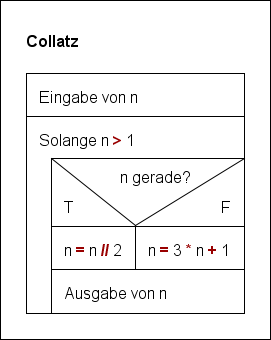 Collatz
Eingabe von n
Solange n > 1
n gerade?
T F
n = n // 2 n = 3 * n + 1
Ausgabe von n